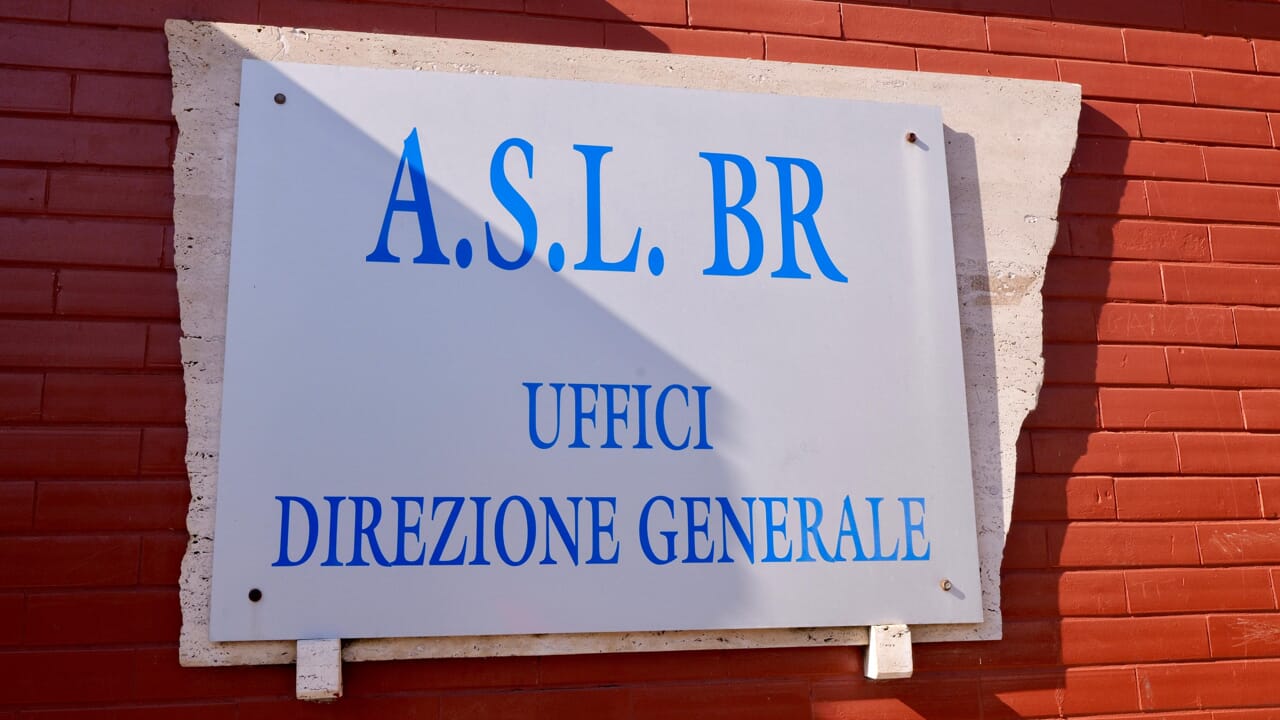 A.S.L. BR
UFFICI
DIREZIONE GENERALE